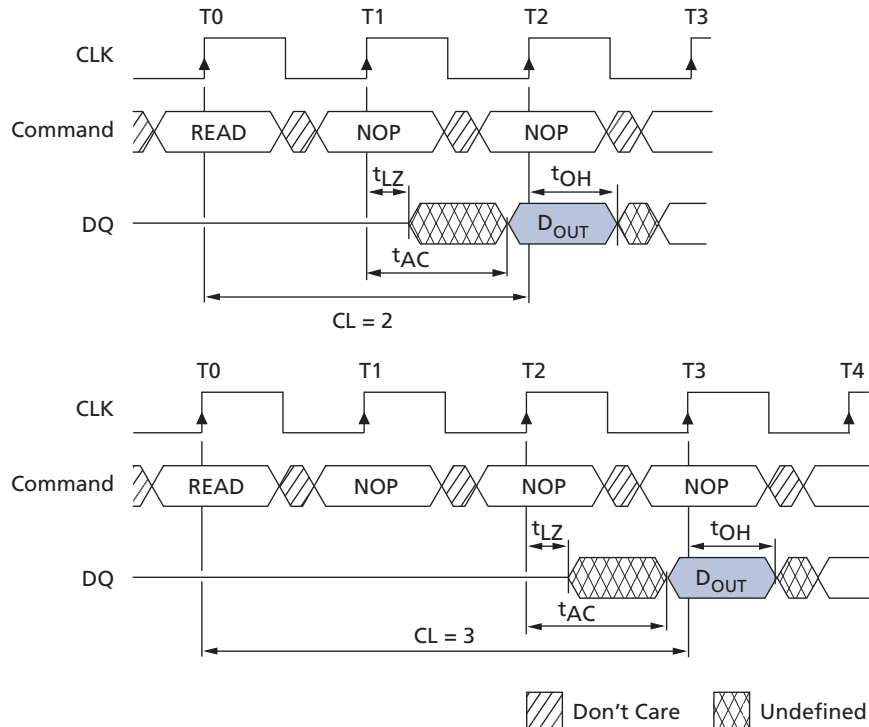 T0 T1 T2 T3
CLK
Command READ NOP NOP
tLZ tOH
DQ DOUT
tAC
CL = 2
T0 T1 T2 T3 T4
CLK
Command READ NOP NOP NOP
tLZ tOH
DQ DOUT
tAC
CL = 3
Don't Care Undefined